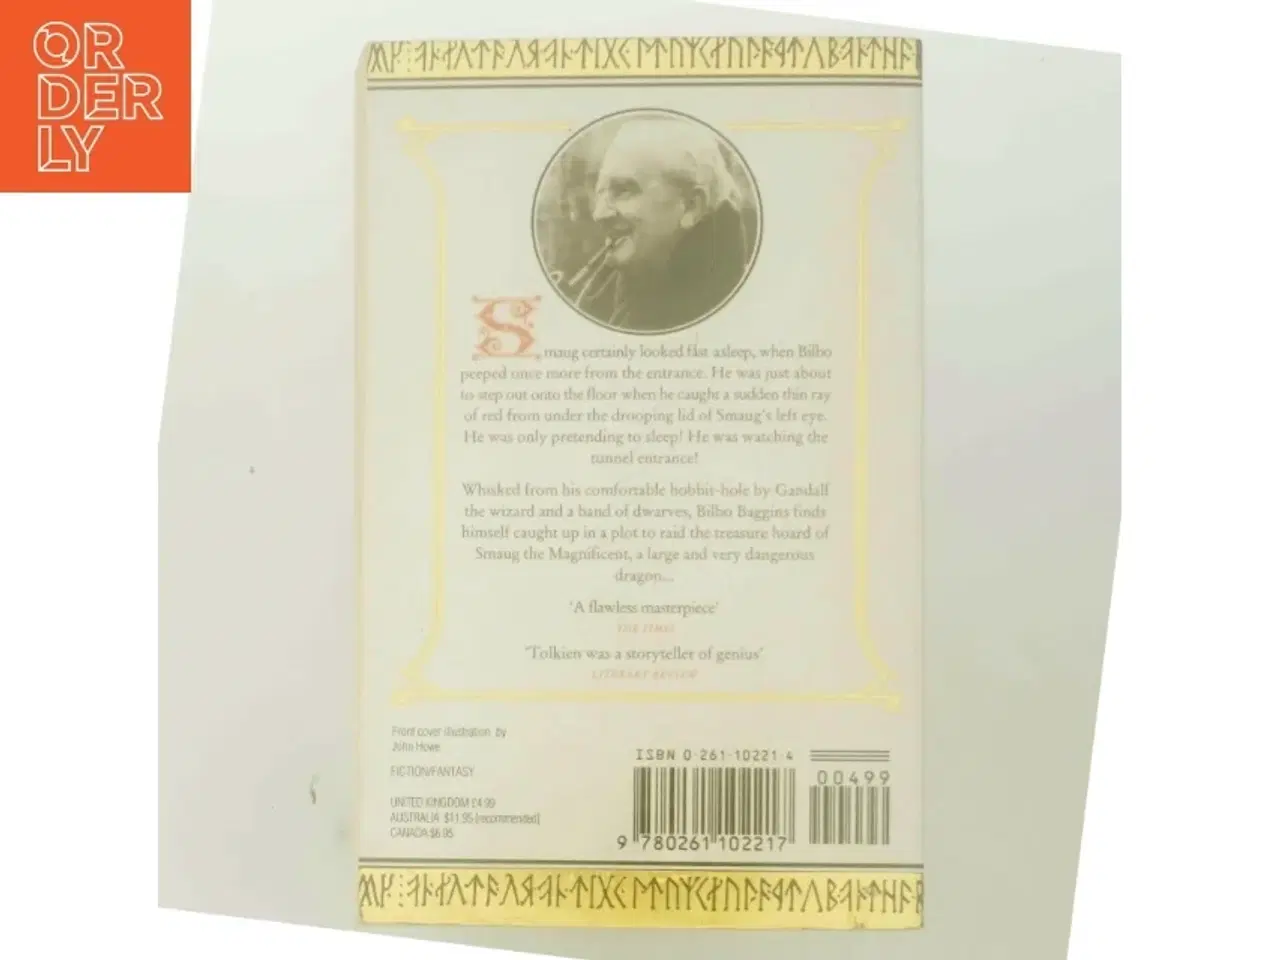 OR
DER
LY
Smaug certainly looked fast asleep, when Bilbo
peeped once more from the entrance. He was just about
to step out onto the floor when he caught a sudden thin ray
of red from under the drooping lid of Smaug's left eye.
He was only pretending to sleep! He was watching the
tunnel entrance!
Whisked from his comfortable hobbit-hole by Gandalf
the wizard and a band of dwarves, Bilbo Baggins finds
himself caught up in a plot to raid the treasure hoard of
Smaug the Magnificent, a large and very dangerous
dragon...
'A flawless masterpiece'
THE TIMES
'Tolkien was a storyteller of genius'
LITERARY REVIEW
Front cover illustration by
John Howe
FICTION/FANTASY
UNITED KINGDOM £4.99
AUSTRALIA $11.95 [recommended]
CANADA $6.95
ISBN 0-261-10221-4
00499
9 780261 102217